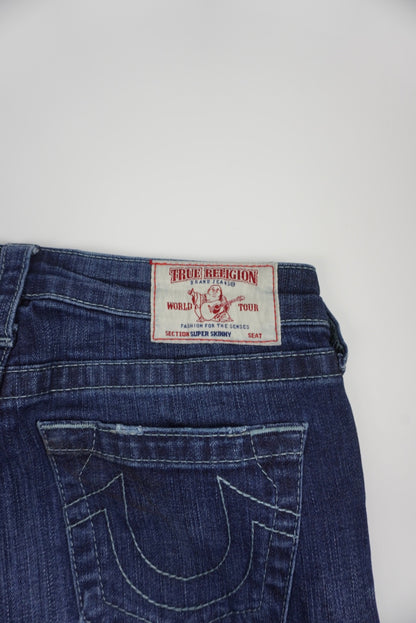 TRUE RELIGION
BRAND JEANS®
WORLD TOUR
FASHION FOR THE SENSES
SECTION SUPER SKINNY SEAT